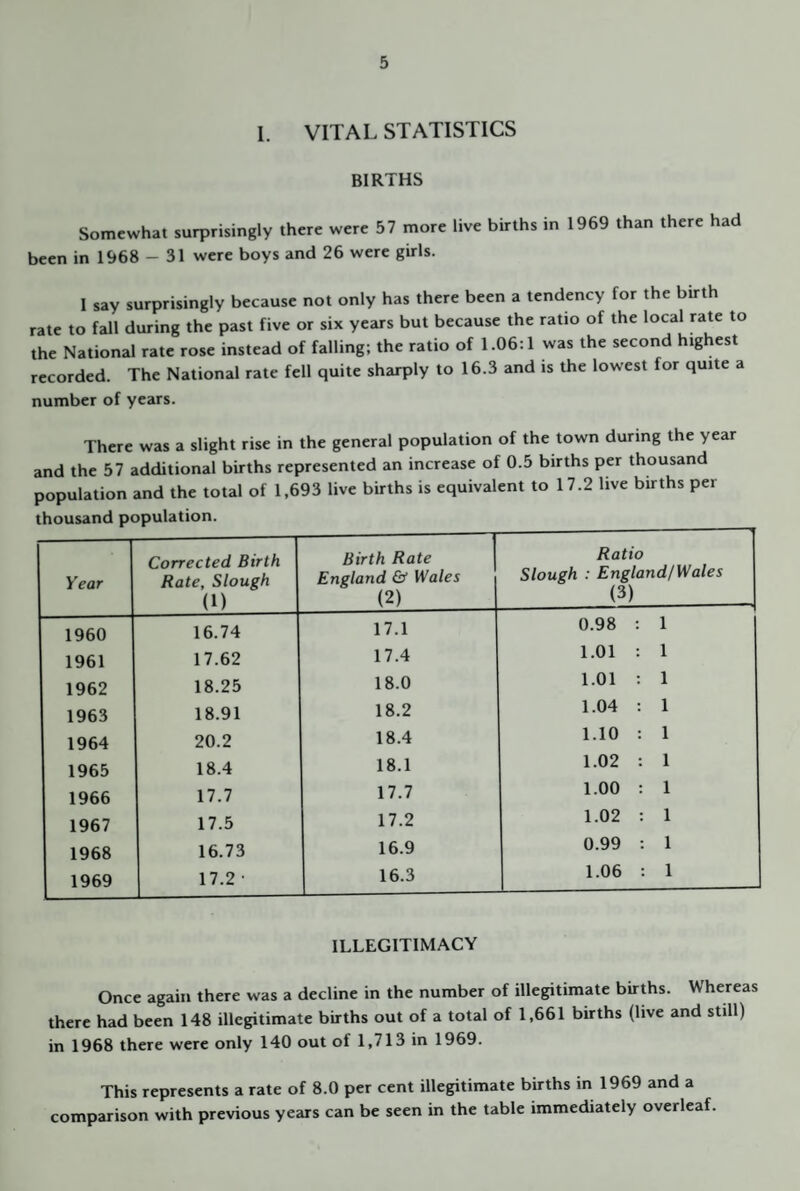 5
I. VITAL STATISTICS
BIRTHS
Somewhat surprisingly there were 57 more live births in 1969 than there had
been in 1968 – 31 were boys and 26 were girls.
I say surprisingly because not only has there been a tendency for the birth
rate to fall during the past five or six years but because the ratio of the local rate to
the National rate rose instead of falling; the ratio of 1.06:1 was the second highest
recorded. The National rate fell quite sharply to 16.3 and is the lowest for quite a
number of years.
There was a slight rise in the general population of the town during the year
and the 57 additional births represented an increase of 0.5 births per thousand
population and the total of 1,693 live births is equivalent to 17.2 live births per
thousand population.
Year | Corrected Birth Rate, Slough (1) | Birth Rate England & Wales (2) | Ratio Slough : England/Wales (3)
1960 16.74 17.1 0.98 : 1
1961 17.62 17.4 1.01 : 1
1962 18.25 18.0 1.01 : 1
1963 18.91 18.2 1.04 : 1
1964 20.2 18.4 1.10 : 1
1965 18.4 18.1 1.02 : 1
1966 17.7 17.7 1.00 : 1
1967 17.5 17.2 1.02 : 1
1968 16.73 16.9 0.99 : 1
1969 17.2 · 16.3 1.06 : 1
ILLEGITIMACY
Once again there was a decline in the number of illegitimate births. Whereas
there had been 148 illegitimate births out of a total of 1,661 births (live and still)
in 1968 there were only 140 out of 1,713 in 1969.
This represents a rate of 8.0 per cent illegitimate births in 1969 and a
comparison with previous years can be seen in the table immediately overleaf.